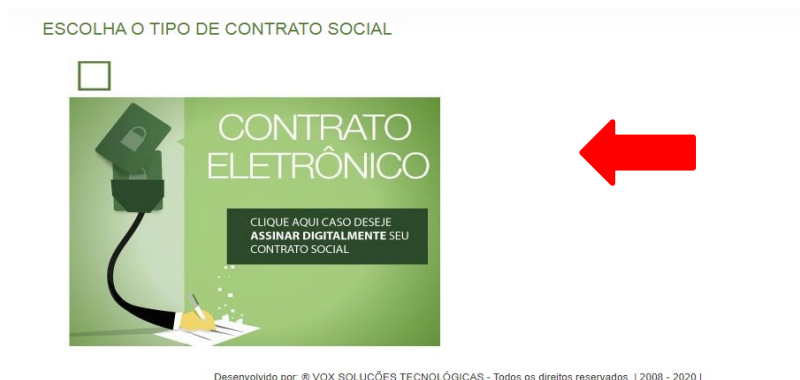 ESCOLHA O TIPO DE CONTRATO SOCIAL
CONTRATO
ELETRÔNICO
CLIQUE AQUI CASO DESEJE
ASSINAR DIGITALMENTE SEU
CONTRATO SOCIAL
Desenvolvido por: ® VOX SOLUÇÕES TECNOLÓGICAS - Todos os direitos reservados. | 2008 - 2020 |